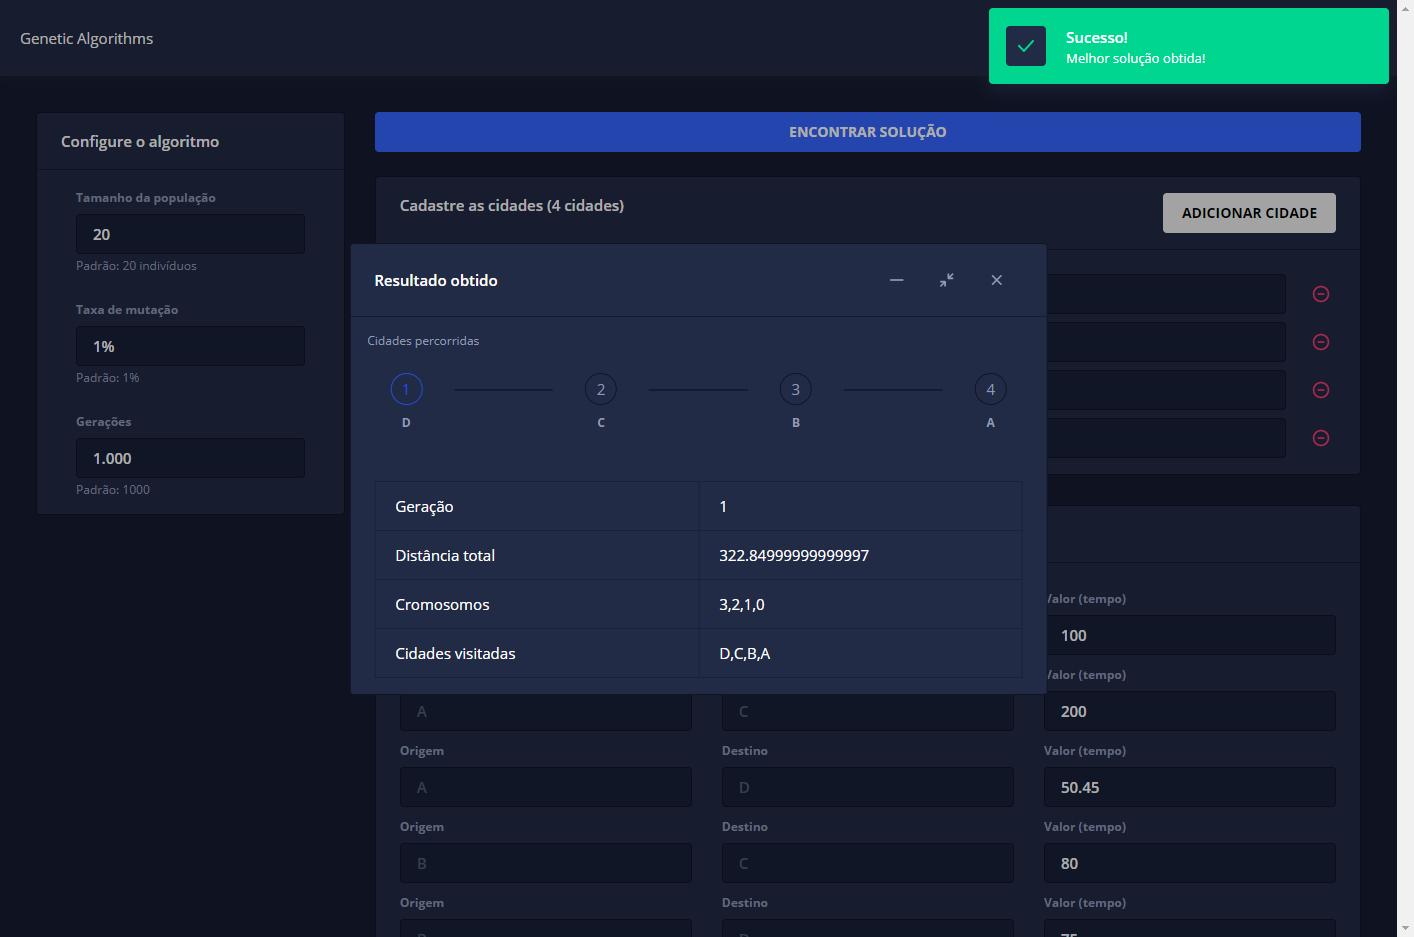 Genetic Algorithms
Sucesso!
Melhor solução obtida!
Configure o algoritmo
Tamanho da população
20
Padrão: 20 indivíduos
Taxa de mutação
1%
Padrão: 1%
Gerações
1.000
Padrão: 1000
ENCONTRAR SOLUÇÃO
Cadastre as cidades (4 cidades)
ADICIONAR CIDADE
Resultado obtido
Cidades percorridas
1 2 3 4
D C B A
Geração 1
Distância total 322.84999999999997
Cromosomos 3,2,1,0
Cidades visitadas D,C,B,A
Valor (tempo)
100
Valor (tempo)
A C 200
Origem Destino Valor (tempo)
A D 50.45
Origem Destino Valor (tempo)
B C 80
Origem Destino Valor (tempo)